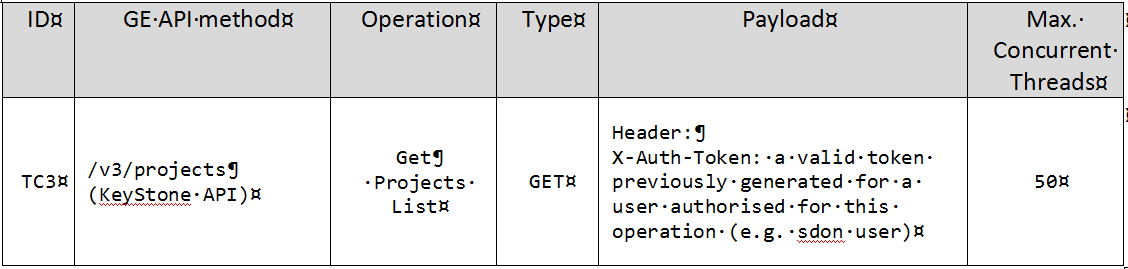 ID¤ GE·API·method¤ Operation¤ Type¤ Payload¤ Max.·
Concurrent·
Threads¤
TC3¤ /v3/projects¶
(KeyStone·API)¤
Get¶
·Projects·
List¤
GET¤
Header:¶
X-Auth-Token:·a·valid·token·
previously·generated·for·a·
user·authorised·for·this·
operation·(e.g.·sdon·user)¤
50¤